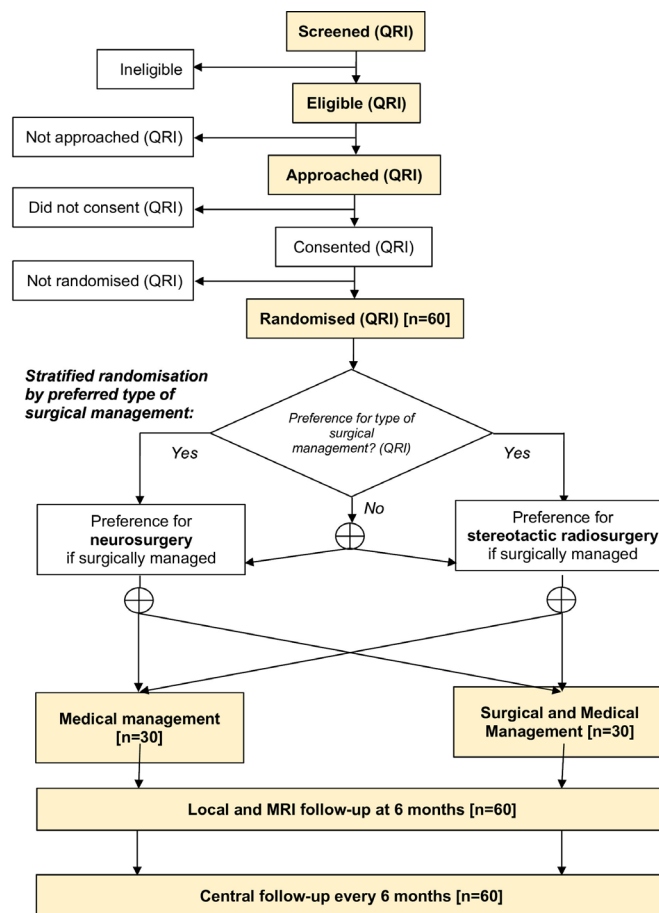 Screened (QRI)
Ineligible
Eligible (QRI)
Not approached (QRI)
Approached (QRI)
Did not consent (QRI)
Consented (QRI)
Not randomised (QRI)
Randomised (QRI) [n=60]
Stratified randomisation
by preferred type of
surgical management:
Preference for type of
surgical
management? (QRI)
Yes
Yes
No
Preference for
neurosurgery
if surgically managed
Preference for
stereotactic radiosurgery
if surgically managed
Medical management
[n=30]
Surgical and Medical
Management [n=30]
Local and MRI follow-up at 6 months [n=60]
Central follow-up every 6 months [n=60]